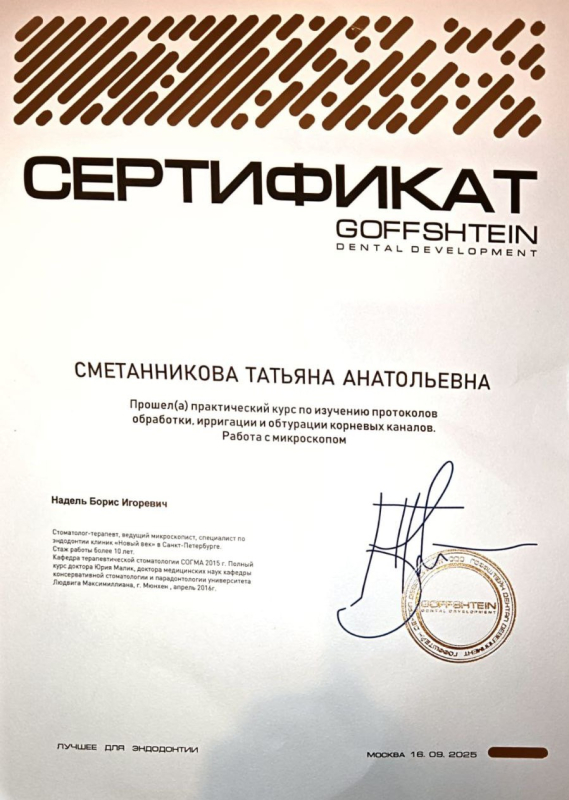 СЕРТИФИКАТ
GOFFSHTEIN
DENTAL DEVELOPMENT
СМЕТАННИКОВА ТАТЬЯНА АНАТОЛЬЕВНА
Прошел(а) практический курс по изучению протоколов
обработки, ирригации и обтурации корневых каналов.
Работа с микроскопом
Надель Борис Игоревич
Стоматолог-терапевт, ведущий микроскопист, специалист по
эндодонтии клиник «Новый век» в Санкт-Петербурге.
Стаж работы более 10 лет.
Кафедра терапевтической стоматологии СОГМА 2015 г. Полный
курс доктора Юрия Малик, доктора медицинских наук кафедры
консервативной стоматологии и парадонтологии университета
Людвига Максимиллиана, г. Мюнхен , апрель 2016г.
GOFFSHTEIN
DENTAL DEVELOPMENT
ЛУЧШЕЕ ДЛЯ ЭНДОДОНТИИ
МОСКВА 16. 09. 2025